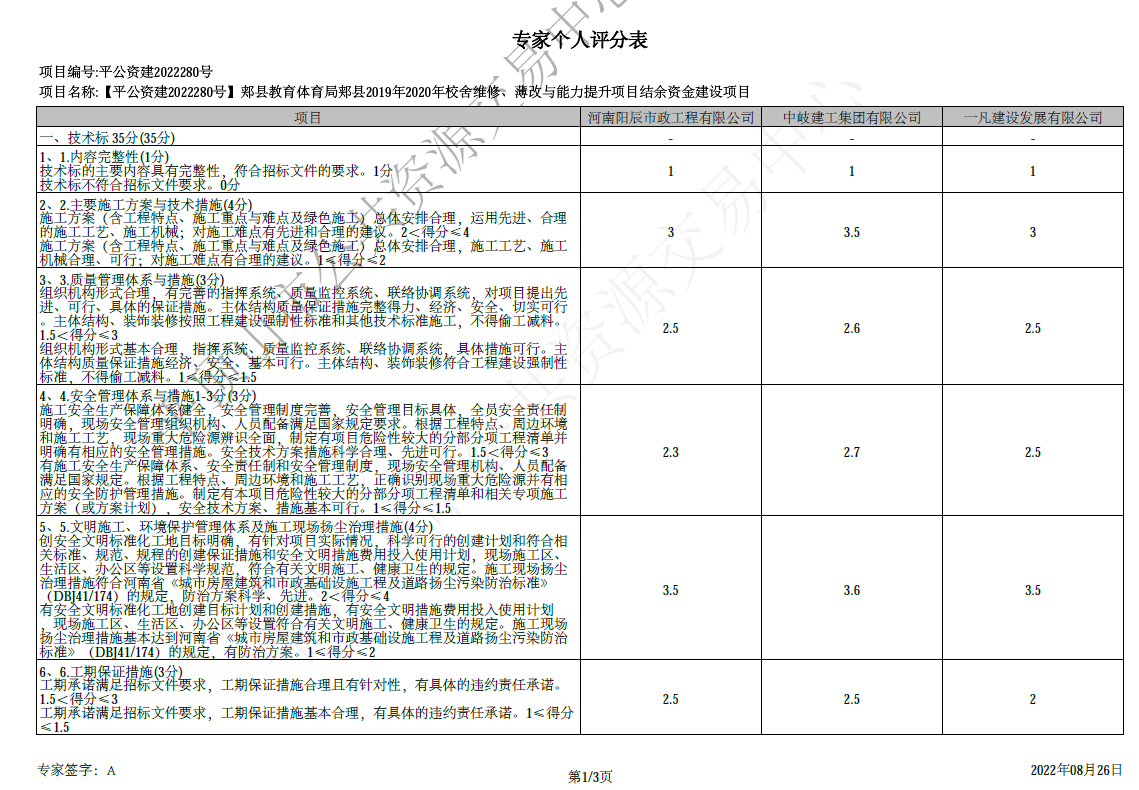 专家个人评分表
项目编号:平公资建2022280号
项目名称:【平公资建2022280号】郏县教育体育局郏县2019年2020年校舍维修、薄改与能力提升项目结余资金建设项目
项目 河南阳辰市政工程有限公司 中岐建工集团有限公司 一凡建设发展有限公司
一、技术标 35分(35分) - - -
1、1.内容完整性(1分)
技术标的主要内容具有完整性，符合招标文件的要求。1分
技术标不符合招标文件要求。0分
1 1 1
2、2.主要施工方案与技术措施(4分)
施工方案（含工程特点、施工重点与难点及绿色施工）总体安排合理，运用先进、合理
的施工工艺、施工机械；对施工难点有先进和合理的建议。2＜得分≤4
施工方案（含工程特点、施工重点与难点及绿色施工）总体安排合理，施工工艺、施工
机械合理、可行；对施工难点有合理的建议。1≤得分≤2
3 3.5 3
3、3.质量管理体系与措施(3分)
组织机构形式合理，有完善的指挥系统、质量监控系统、联络协调系统，对项目提出先
进、可行、具体的保证措施。主体结构质量保证措施完整得力、经济、安全、切实可行
。主体结构、装饰装修按照工程建设强制性标准和其他技术标准施工，不得偷工减料。
1.5＜得分≤3
组织机构形式基本合理，指挥系统、质量监控系统、联络协调系统，具体措施可行。主
体结构质量保证措施经济、安全、基本可行。主体结构、装饰装修符合工程建设强制性
标准，不得偷工减料。1≤得分≤1.5
2.5 2.6 2.5
4、4.安全管理体系与措施1-3分(3分)
施工安全生产保障体系健全，安全管理制度完善，安全管理目标具体，全员安全责任制
明确，现场安全管理组织机构、人员配备满足国家规定要求。根据工程特点、周边环境
和施工工艺，现场重大危险源辨识全面，制定有项目危险性较大的分部分项工程清单并
明确有相应的安全管理措施。安全技术方案措施科学合理、先进可行。1.5＜得分≤3
有施工安全生产保障体系、安全责任制和安全管理制度，现场安全管理机构、人员配备
满足国家规定。根据工程特点、周边环境和施工工艺，正确识别现场重大危险源并有相
应的安全防护管理措施。制定有本项目危险性较大的分部分项工程清单和相关专项施工
方案（或方案计划），安全技术方案、措施基本可行。1≤得分≤1.5
2.3 2.7 2.5
5、5.文明施工、环境保护管理体系及施工现场扬尘治理措施(4分)
创安全文明标准化工地目标明确，有针对项目实际情况，科学可行的创建计划和符合相
关标准、规范、规程的创建保证措施和安全文明措施费用投入使用计划，现场施工区、
生活区、办公区等设置科学规范，符合有关文明施工、健康卫生的规定。施工现场扬尘
治理措施符合河南省《城市房屋建筑和市政基础设施工程及道路扬尘污染防治标准》
（DBJ41/174）的规定，防治方案科学、先进。2＜得分≤4
有安全文明标准化工地创建目标计划和创建措施，有安全文明措施费用投入使用计划
，现场施工区、生活区、办公区等设置符合有关文明施工、健康卫生的规定。施工现场
扬尘治理措施基本达到河南省《城市房屋建筑和市政基础设施工程及道路扬尘污染防治
标准》（DBJ41/174）的规定，有防治方案。1≤得分≤2
3.5 3.6 3.5
6、6.工期保证措施(3分)
工期承诺满足招标文件要求，工期保证措施合理且有针对性，有具体的违约责任承诺。
1.5＜得分≤3
工期承诺满足招标文件要求，工期保证措施基本合理，有具体的违约责任承诺。1≤得分
≤1.5
2.5 2.5 2
专家签字：A
第1/3页
2022年08月26日